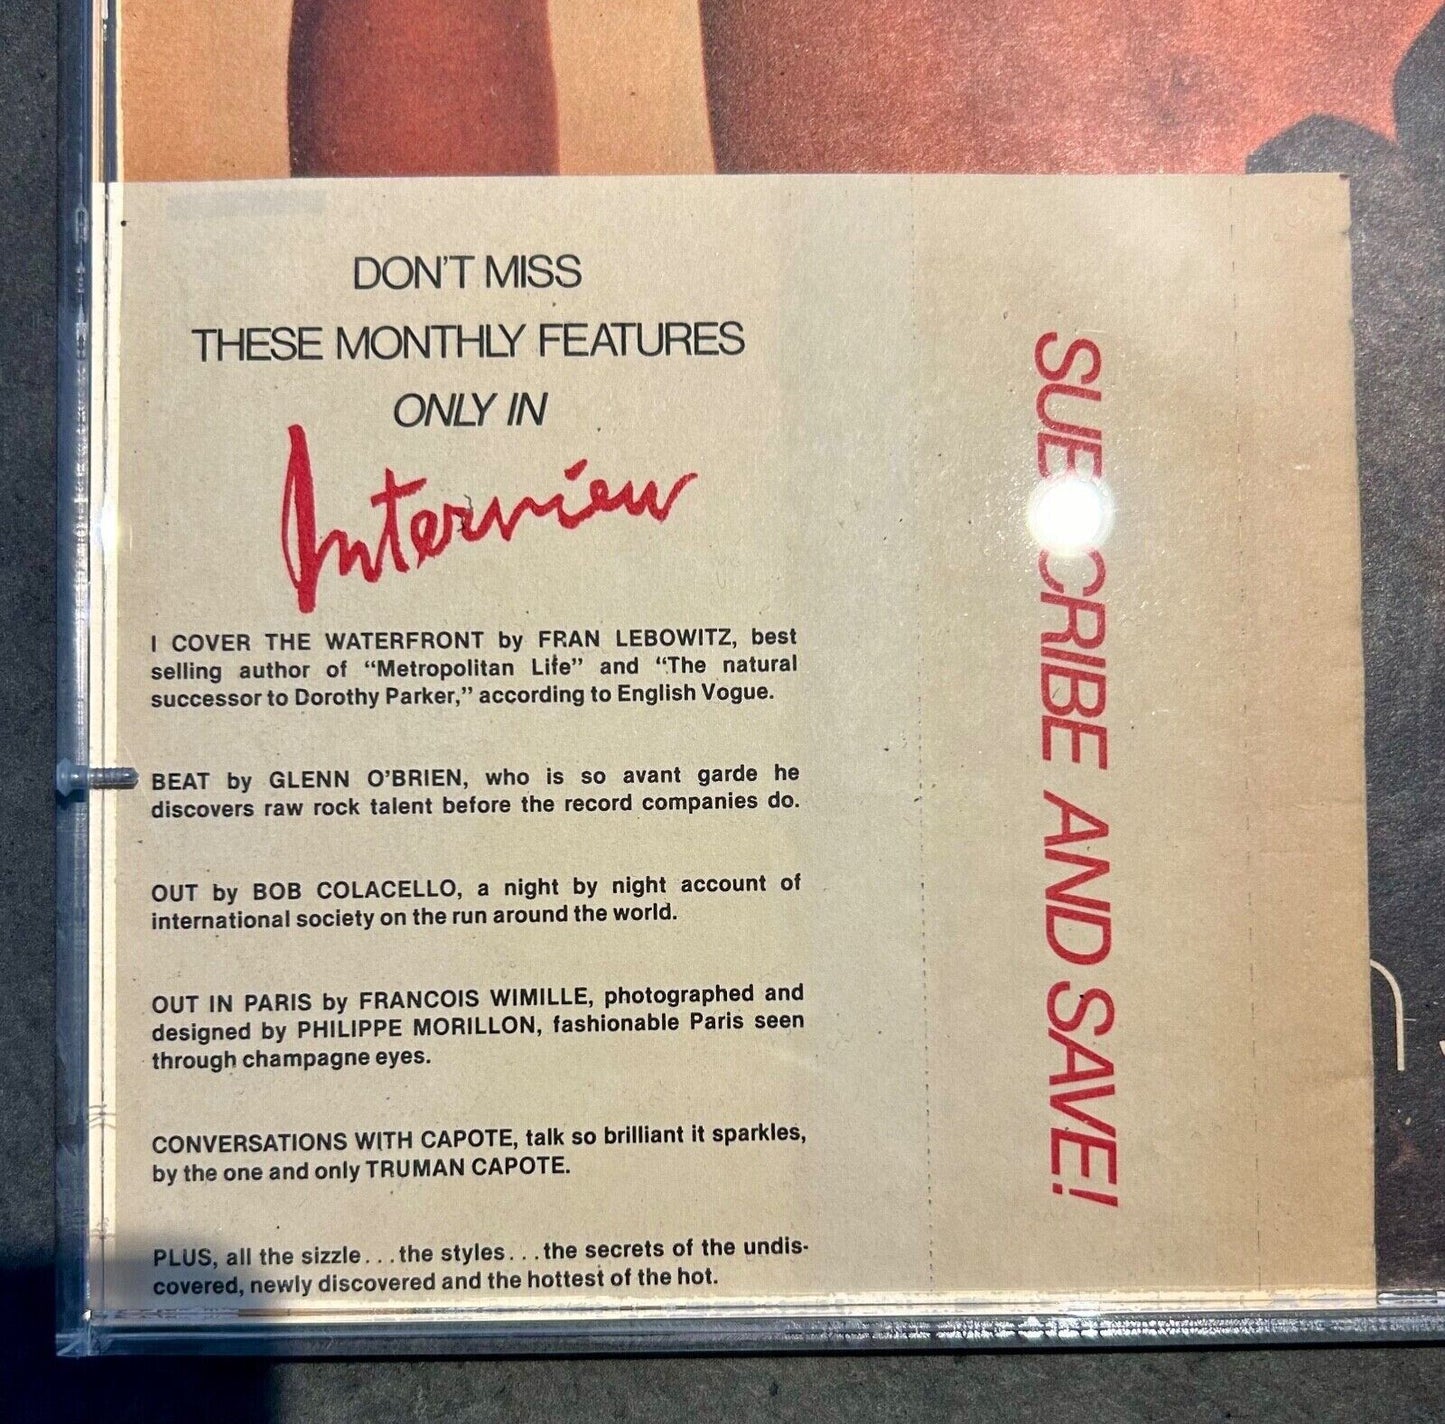 DON'T MISS
THESE MONTHLY FEATURES
ONLY IN
Interview
I COVER THE WATERFRONT by FRAN LEBOWITZ, best
selling author of “Metropolitan Life” and “The natural
successor to Dorothy Parker,” according to English Vogue.
BEAT by GLENN O'BRIEN, who is so avant garde he
discovers raw rock talent before the record companies do.
OUT by BOB COLACELLO, a night by night account of
international society on the run around the world.
OUT IN PARIS by FRANCOIS WIMILLE, photographed and
designed by PHILIPPE MORILLON, fashionable Paris seen
through champagne eyes.
CONVERSATIONS WITH CAPOTE, talk so brilliant it sparkles,
by the one and only TRUMAN CAPOTE.
PLUS, all the sizzle...the styles...the secrets of the undis-
covered, newly discovered and the hottest of the hot.
SUBSCRIBE AND SAVE!